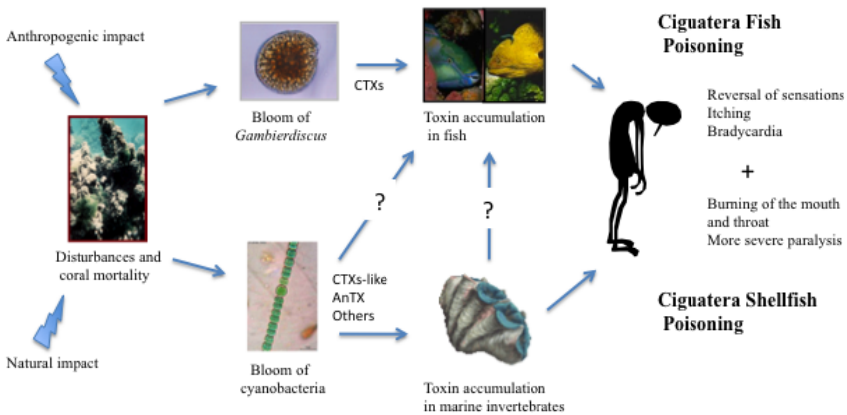 Anthropogenic impact
Disturbances and
coral mortality
Natural impact
Bloom of
Gambierdiscus
CTXs
Toxin accumulation
in fish
?
?
CTXs-like
AnTX
Others
Bloom of
cyanobacteria
Toxin accumulation
in marine invertebrates
Ciguatera Fish
Poisoning
Reversal of sensations
Itching
Bradycardia
+
Burning of the mouth
and throat
More severe paralysis
Ciguatera Shellfish
Poisoning